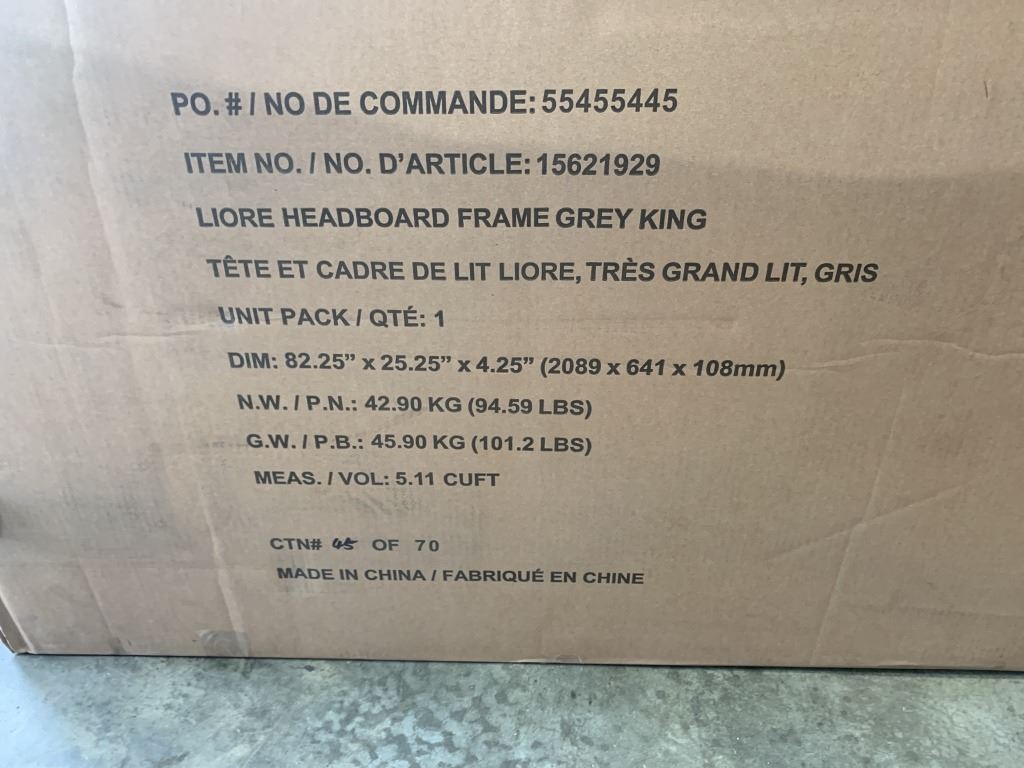 PO. # / NO DE COMMANDE: 55455445
ITEM NO. / NO. D'ARTICLE: 15621929
LIORE HEADBOARD FRAME GREY KING
TÊTE ET CADRE DE LIT LIORE, TRÈS GRAND LIT, GRIS
UNIT PACK / QTÉ: 1
DIM: 82.25” x 25.25” x 4.25” (2089 x 641 x 108mm)
N.W. / P.N.: 42.90 KG (94.59 LBS)
G.W. / P.B.: 45.90 KG (101.2 LBS)
MEAS. / VOL: 5.11 CUFT
CTN# 45 OF 70
MADE IN CHINA / FABRIQUÉ EN CHINE